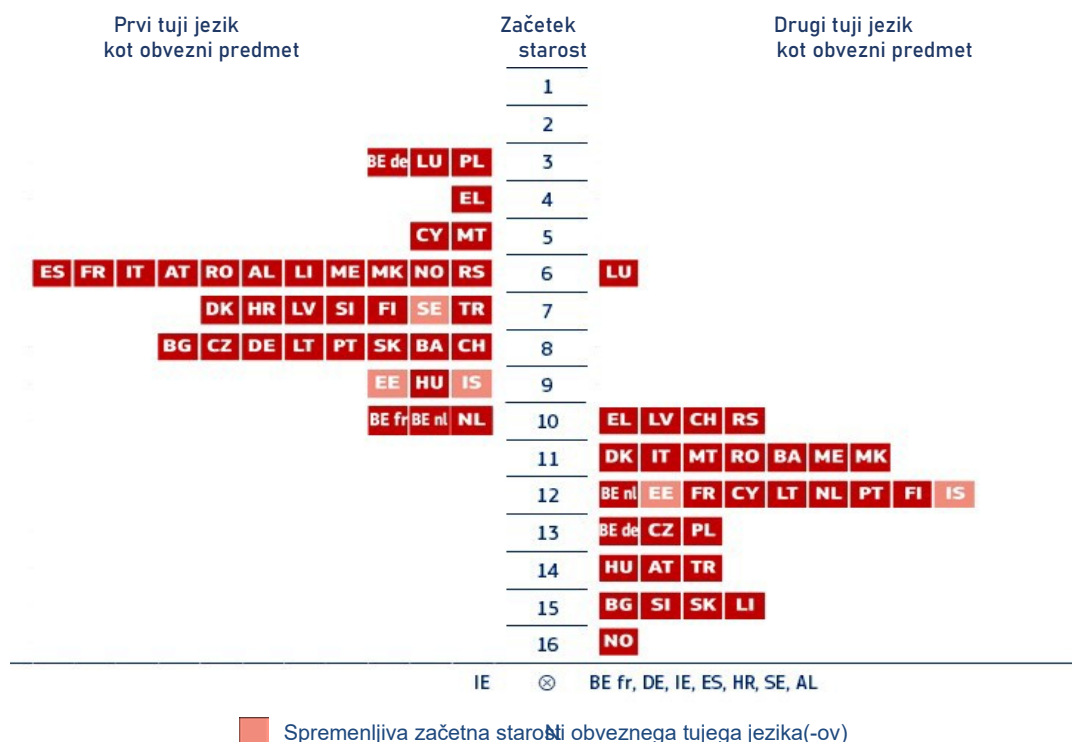 Prvi tuji jezik
kot obvezni predmet
Začetek
starost
Drugi tuji jezik
kot obvezni predmet
1
2
BE de LU PL 3
EL 4
CY MT 5
ES FR IT AT RO AL LI ME MK NO RS 6 LU
DK HR LV SI FI SE TR 7
BG CZ DE LT PT SK BA CH 8
EE HU IS 9
BE fr BE nl NL 10 EL LV CH RS
11 DK IT MT RO BA ME MK
12 BE nl EE FR CY LT NL PT FI IS
13 BE de CZ PL
14 HU AT TR
15 BG SI SK LI
16 NO
IE ⊗ BE fr, DE, IE, ES, HR, SE, AL
Spremenljiva začetna obveznega tujega jezika(-ov)